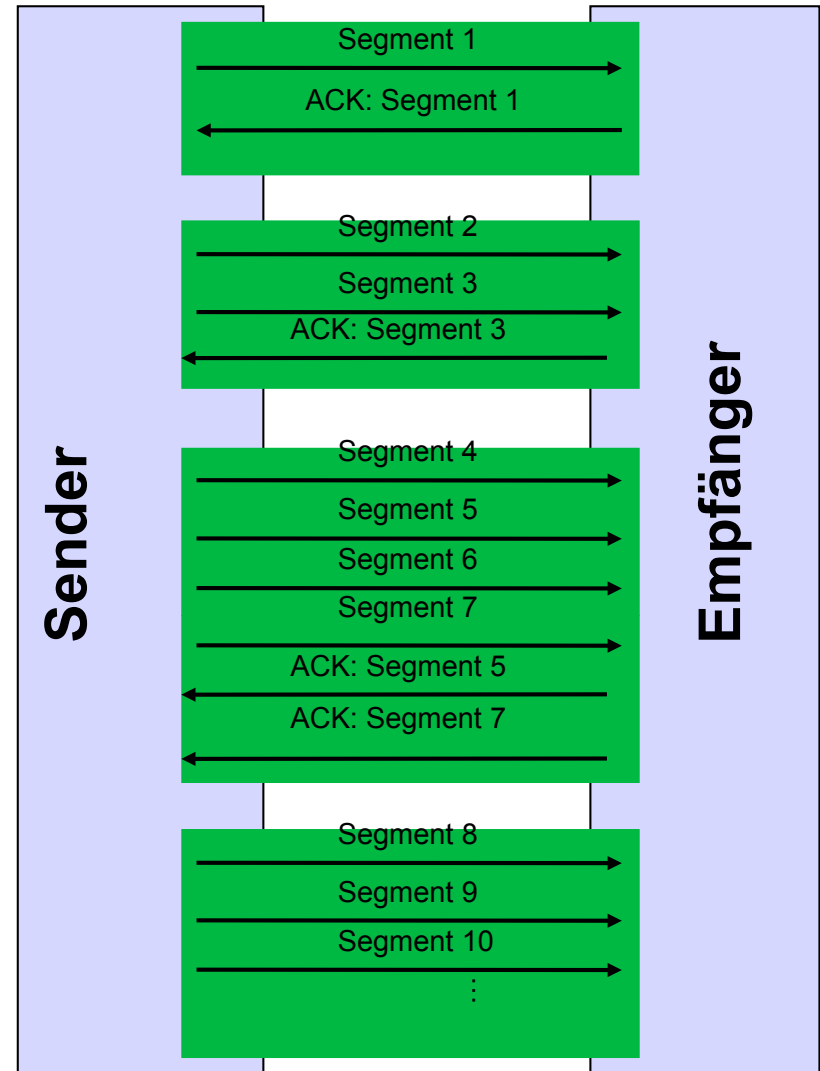 Segment 1
ACK: Segment 1
Segment 2
Segment 3
ACK: Segment 3
Segment 4
Segment 5
Segment 6
Segment 7
ACK: Segment 5
ACK: Segment 7
Segment 8
Segment 9
Segment 10
⋮
Sender
Empfänger